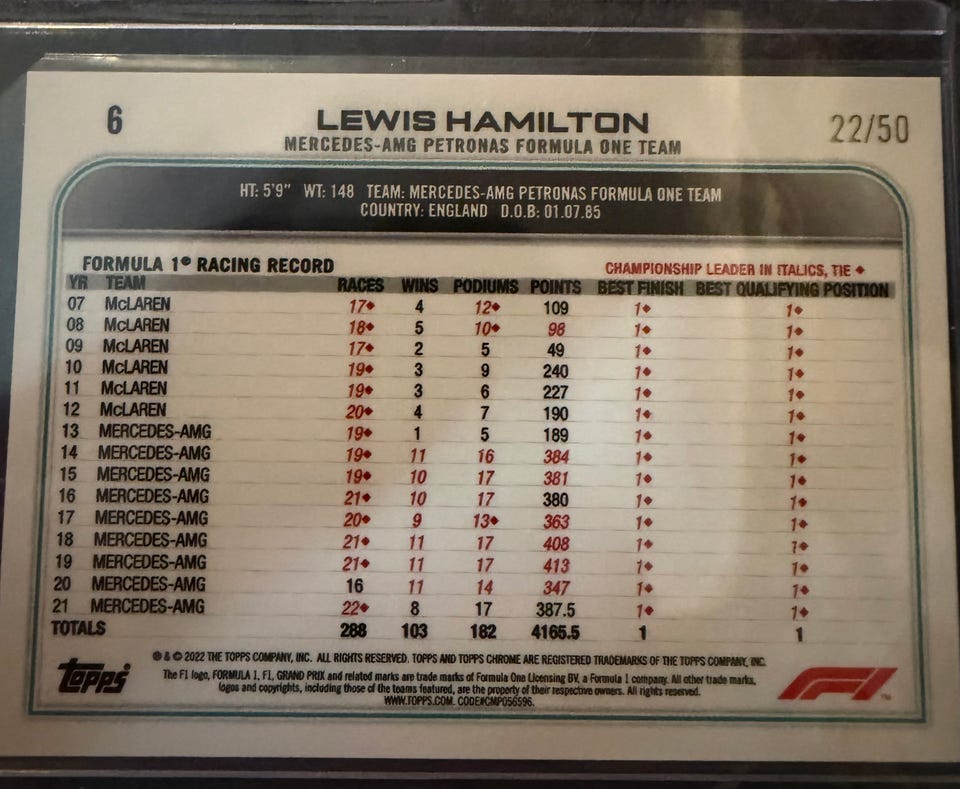 6 LEWIS HAMILTON 22/50
MERCEDES-AMG PETRONAS FORMULA ONE TEAM
HT: 5'9" WT: 148 TEAM: MERCEDES-AMG PETRONAS FORMULA ONE TEAM
COUNTRY: ENGLAND D.O.B: 01.07.85
FORMULA 1® RACING RECORD CHAMPIONSHIP LEADER IN ITALICS, TIE ♦
YR TEAM RACES WINS PODIUMS POINTS BEST FINISH BEST QUALIFYING POSITION
07 McLAREN 17♦ 4 12♦ 109 1♦ 1♦
08 McLAREN 18♦ 5 10♦ 98 1♦ 1♦
09 McLAREN 17♦ 2 5 49 1♦ 1♦
10 McLAREN 19♦ 3 9 240 1♦ 1♦
11 McLAREN 19♦ 3 6 227 1♦ 1♦
12 McLAREN 20♦ 4 7 190 1♦ 1♦
13 MERCEDES-AMG 19♦ 1 5 189 1♦ 1♦
14 MERCEDES-AMG 19♦ 11 16 384 1♦ 1♦
15 MERCEDES-AMG 19♦ 10 17 381 1♦ 1♦
16 MERCEDES-AMG 21♦ 10 17 380 1♦ 1♦
17 MERCEDES-AMG 20♦ 9 13♦ 363 1♦ 1♦
18 MERCEDES-AMG 21♦ 11 17 408 1♦ 1♦
19 MERCEDES-AMG 21♦ 11 17 413 1♦ 1♦
20 MERCEDES-AMG 16 11 14 347 1♦ 1♦
21 MERCEDES-AMG 22♦ 8 17 387.5 1♦ 1♦
TOTALS 288 103 182 4165.5 1 1
® & © 2022 THE TOPPS COMPANY, INC. ALL RIGHTS RESERVED. TOPPS AND TOPPS CHROME ARE REGISTERED TRADEMARKS OF THE TOPPS COMPANY, INC.
The F1 logo, FORMULA 1, F1, GRAND PRIX and related marks are trade marks of Formula One Licensing BV, a Formula 1 company. All other trade marks,
logos and copyrights, including those of the teams featured, are the property of their respective owners. All rights reserved.
WWW.TOPPS.COM. CODE#CMP056596.
Topps
F1 ™